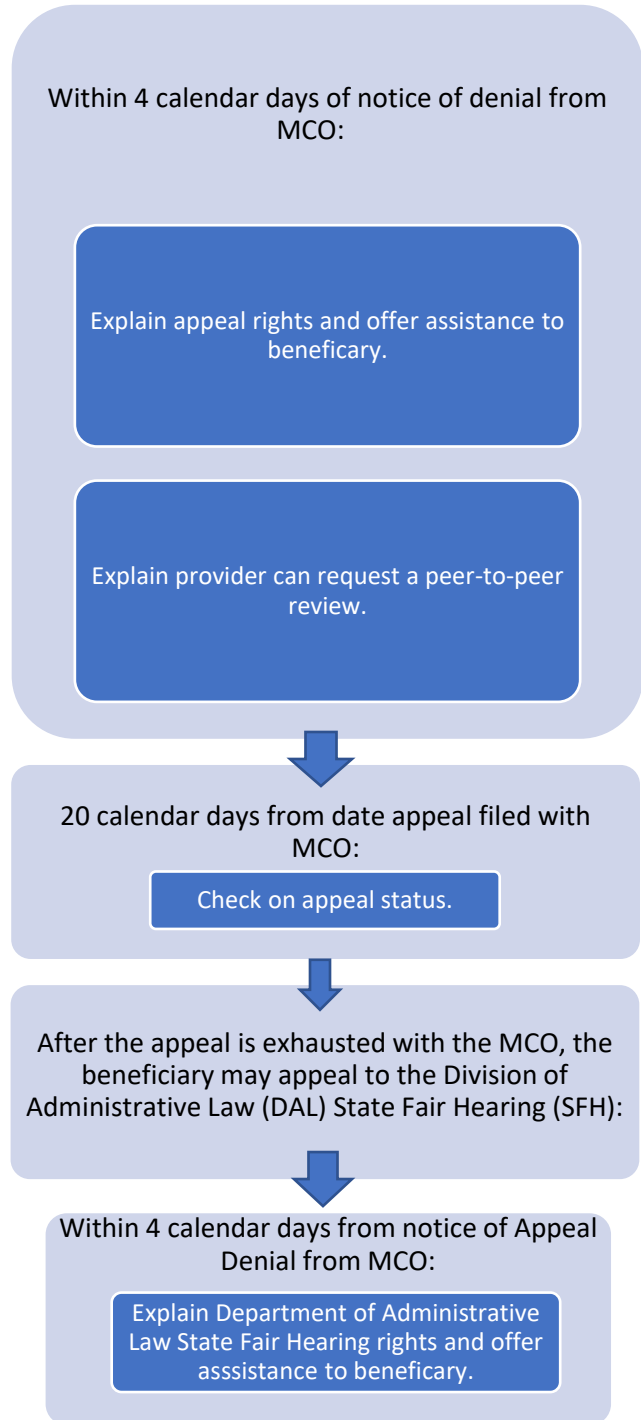 Within 4 calendar days of notice of denial from
MCO:
Explain appeal rights and offer assistance to
beneficary.
Explain provider can request a peer-to-peer
review.
20 calendar days from date appeal filed with
MCO:
Check on appeal status.
After the appeal is exhausted with the MCO, the
beneficiary may appeal to the Division of
Administrative Law (DAL) State Fair Hearing (SFH):
Within 4 calendar days from notice of Appeal
Denial from MCO:
Explain Department of Administrative
Law State Fair Hearing rights and offer
asssistance to beneficary.